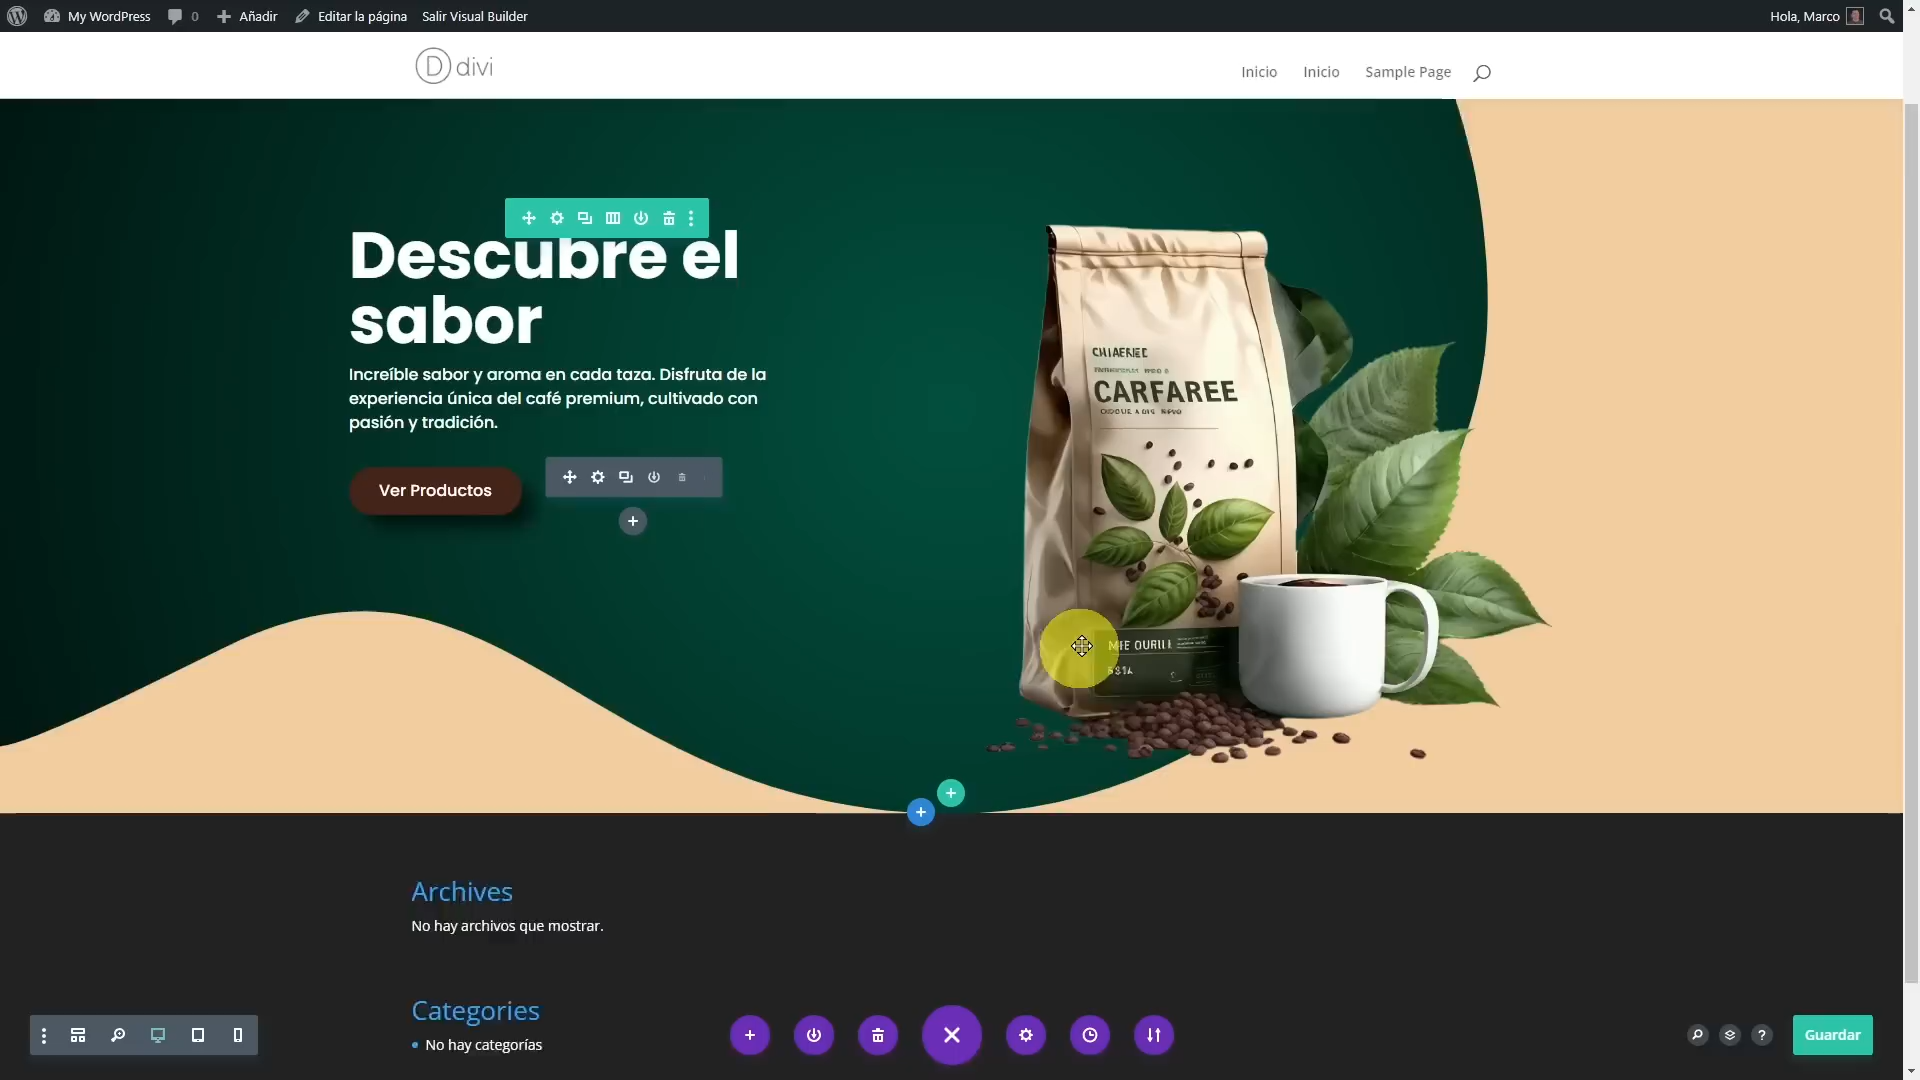 My WordPress 0 Añadir Editar la página Salir Visual Builder Hola, Marco
D divi
Inicio Inicio Sample Page
Descubre el
sabor
Increíble sabor y aroma en cada taza. Disfruta de la
experiencia única del café premium, cultivado con
pasión y tradición.
Ver Productos
CARFAREE
Archives
No hay archivos que mostrar.
Categories
No hay categorías
Guardar